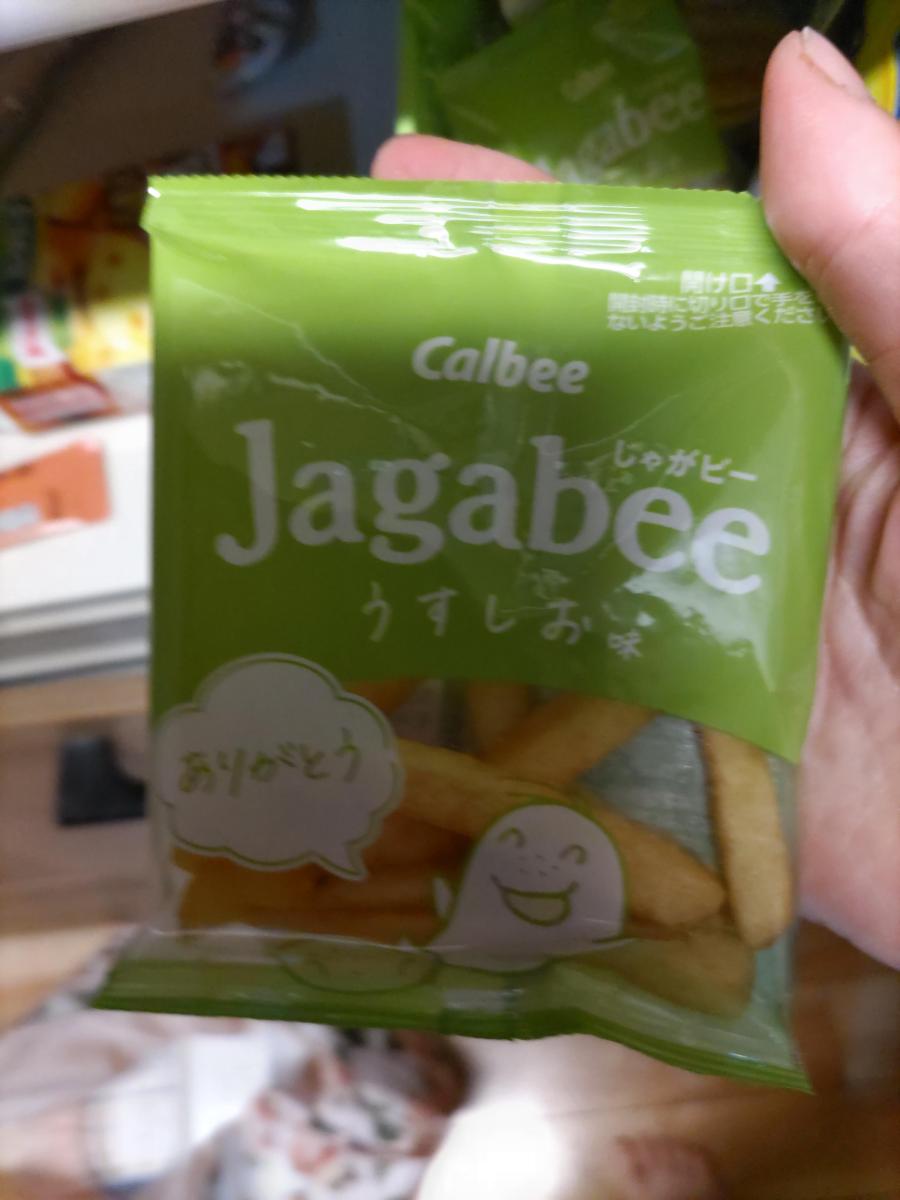 Jagabee
開け口↑
開封時に切り口で手を
ないようご注意くださ
Calbee
じゃがビー
Jagabee
うすしお味
ありがとう